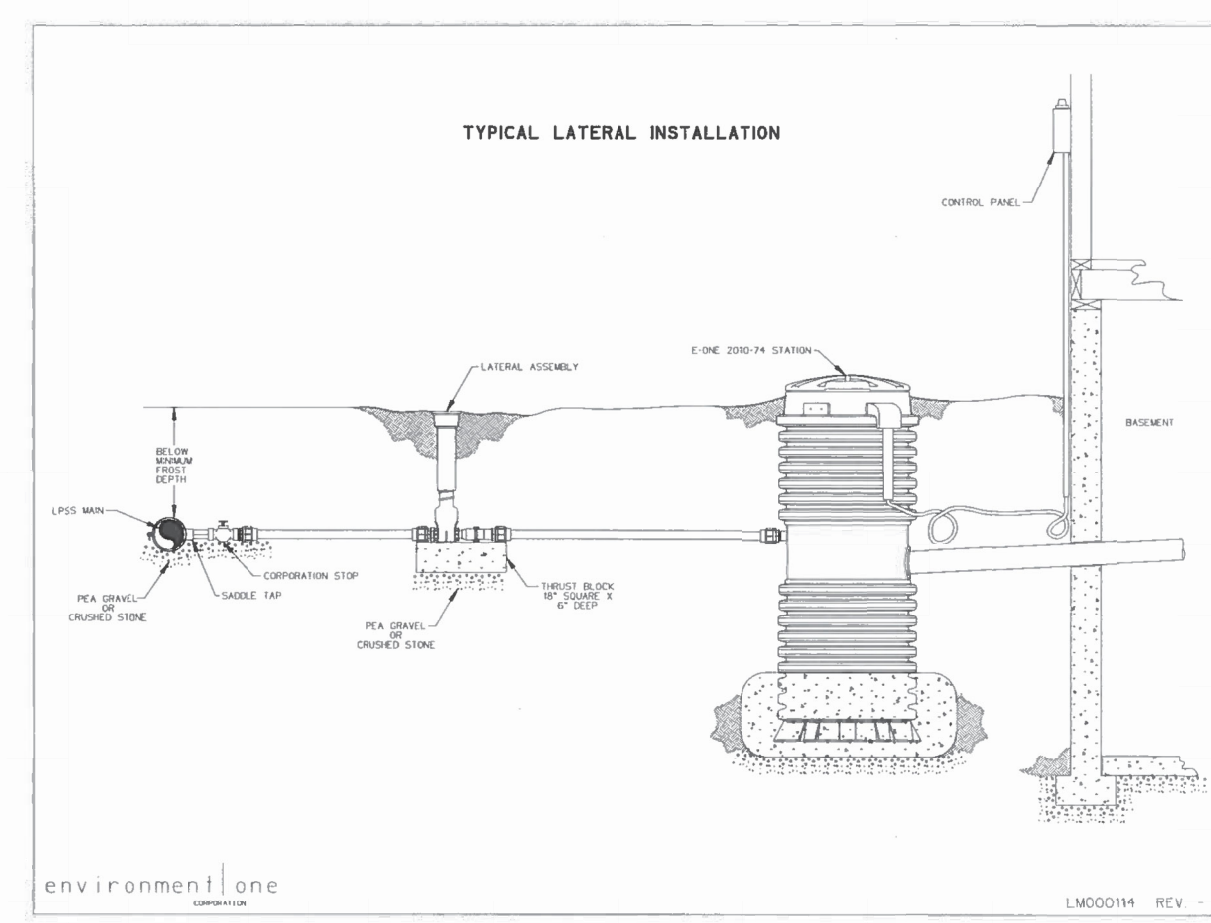 TYPICAL LATERAL INSTALLATION
CONTROL PANEL
E-ONE 2010-74 STATION
LATERAL ASSEMBLY
BASEMENT
BELOW
MINIMUM
FROST
DEPTH
LPSS MAIN
CORPORATION STOP
SADDLE TAP
PEA GRAVEL
OR
CRUSHED STONE
THRUST BLOCK
18" SQUARE X
6" DEEP
PEA GRAVEL
OR
CRUSHED STONE
environment one
CORPORATION
LM000114 REV. -